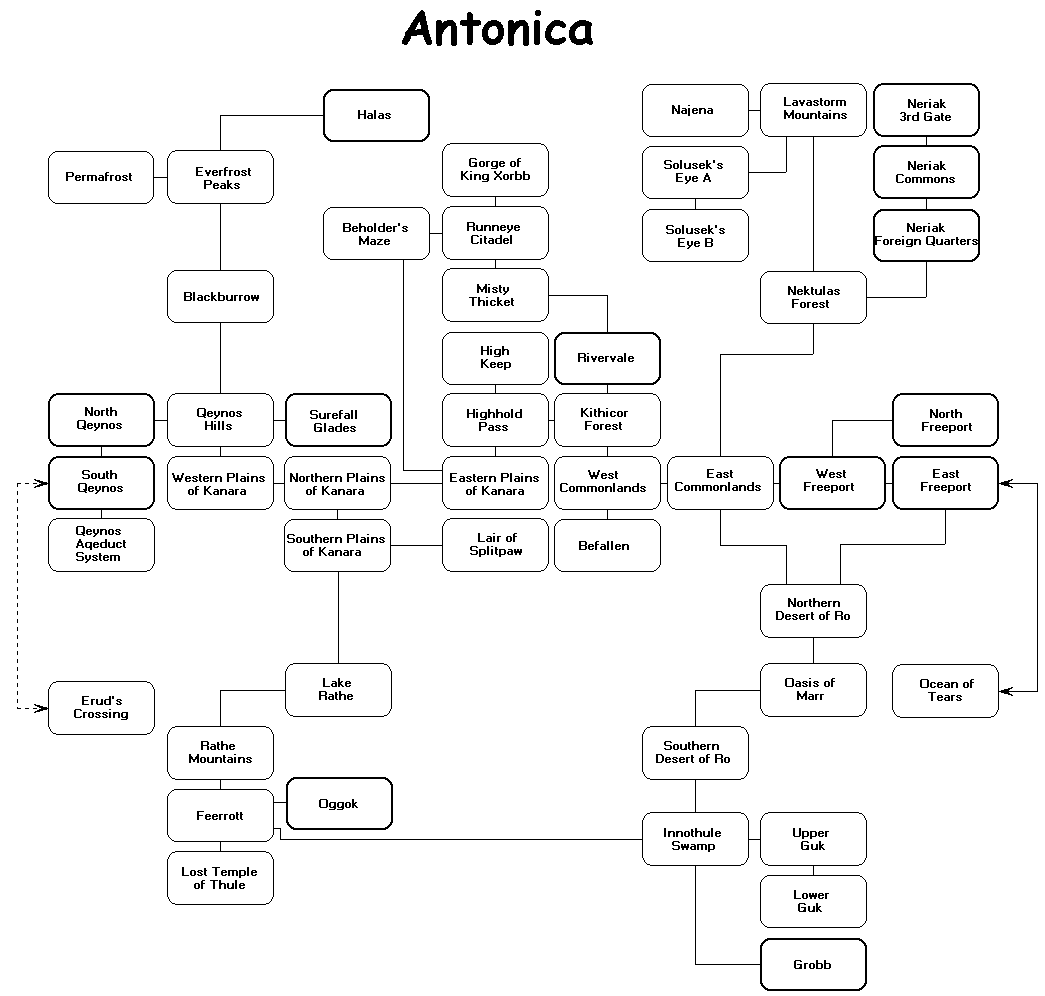 Antonica
Halas
Najena
Lavastorm
Mountains
Neriak
3rd Gate
Permafrost
Everfrost
Peaks
Gorge of
King Xorbb
Solusek's
Eye A
Neriak
Commons
Beholder's
Maze
Runneye
Citadel
Solusek's
Eye B
Neriak
Foreign Quarters
Blackburrow
Misty
Thicket
Nektulas
Forest
High
Keep
Rivervale
North
Qeynos
Qeynos
Hills
Surefall
Glades
Highhold
Pass
Kithicor
Forest
North
Freeport
South
Qeynos
Western Plains
of Kanara
Northern Plains
of Kanara
Eastern Plains
of Kanara
West
Commonlands
East
Commonlands
West
Freeport
East
Freeport
Qeynos
Aqeduct
System
Southern Plains
of Kanara
Lair of
Splitpaw
Befallen
Northern
Desert of Ro
Erud's
Crossing
Lake
Rathe
Oasis of
Marr
Ocean of
Tears
Rathe
Mountains
Southern
Desert of Ro
Feerrott
Oggok
Innothule
Swamp
Upper
Guk
Lost Temple
of Thule
Lower
Guk
Grobb